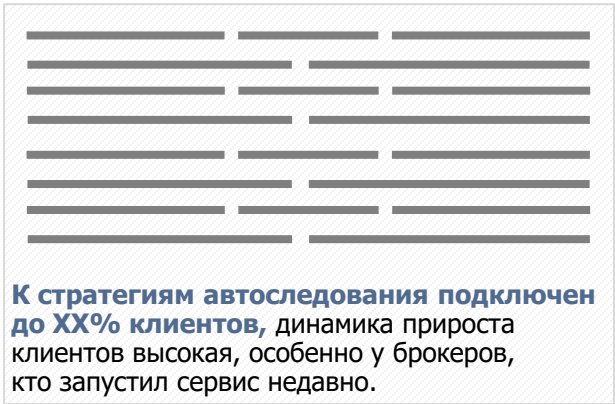 К стратегиям автоследования подключен
до XX% клиентов, динамика прироста
клиентов высокая, особенно у брокеров,
кто запустил сервис недавно.